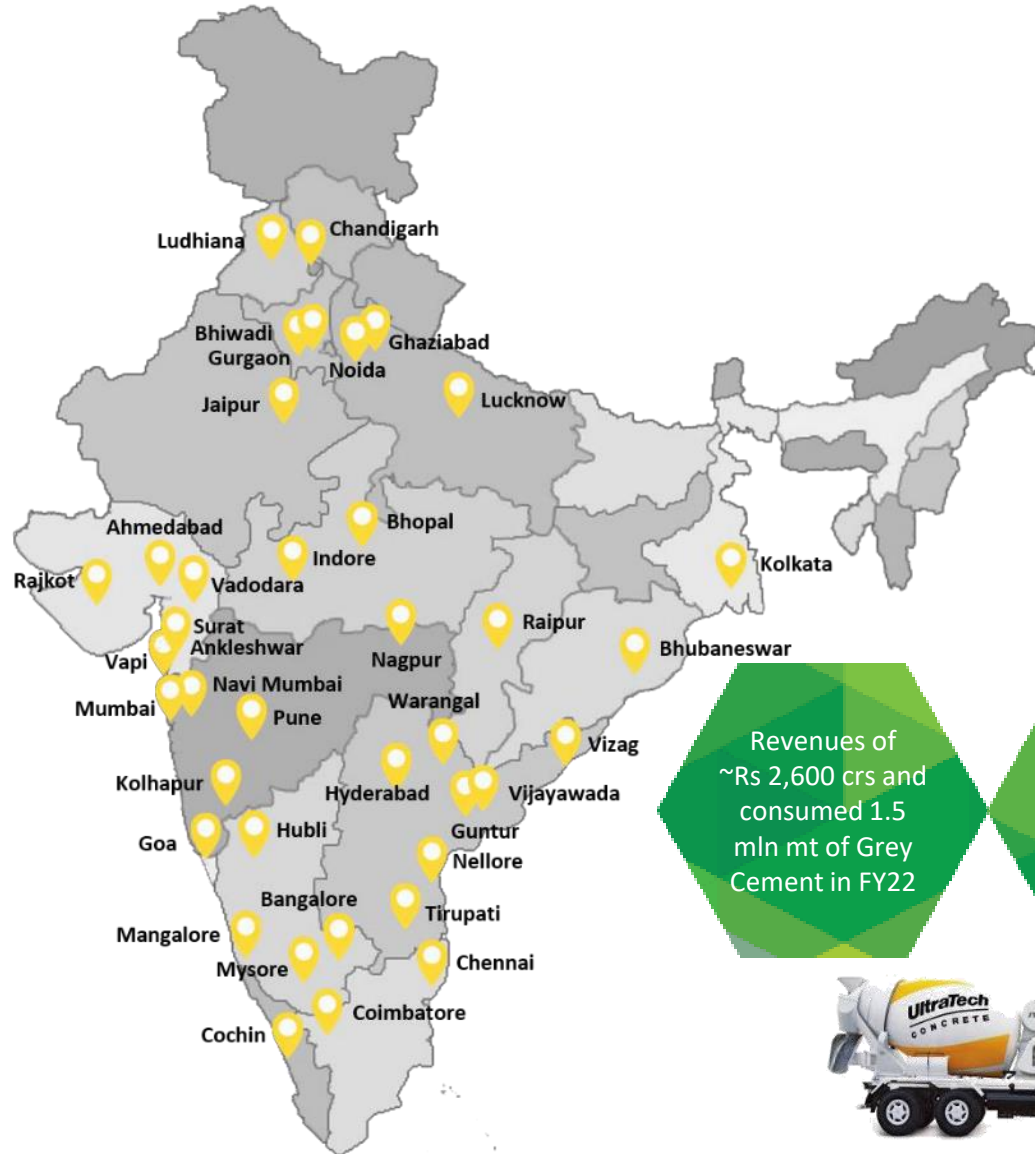 Chandigarh
Ludhiana
Bhiwadi
Ghaziabad
Gurgaon
Noida
Jaipur
Lucknow
Ahmedabad
Bhopal
Indore
Kolkata
Rajkot
Vadodara
Surat
Raipur
Ankleshwar
Bhubaneswar
Vapi
Nagpur
Navi Mumbai
Warangal
Mumbai
Pune
Vizag
Kolhapur
Hyderabad
Vijayawada
Guntur
Goa
Hubli
Nellore
Bangalore
Tirupati
Mangalore
Chennai
Mysore
Coimbatore
Cochin
Revenues of
~Rs 2,600 crs and
consumed 1.5
mln mt of Grey
Cement in FY22
UltraTech
CONCRETE